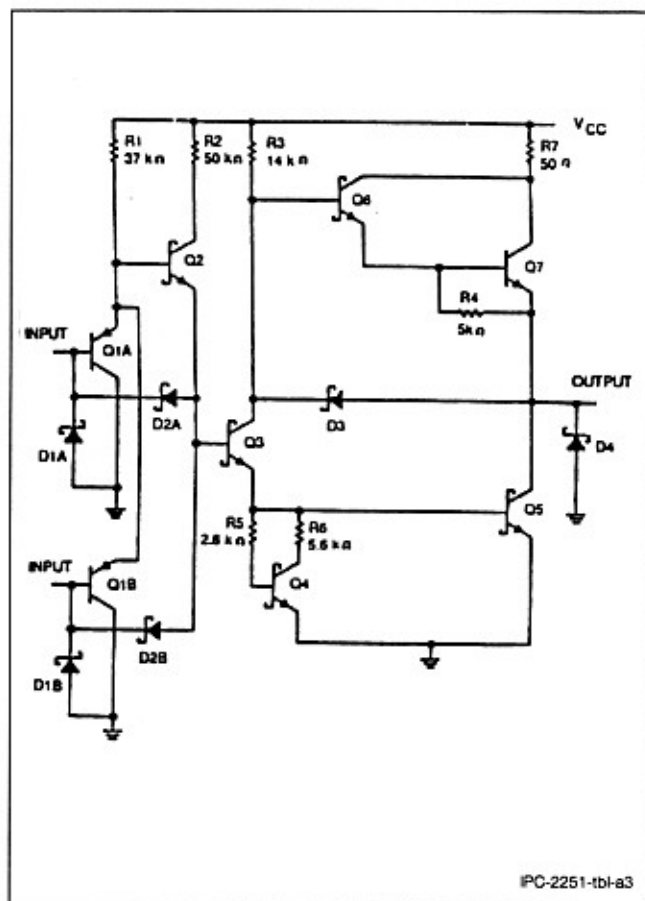 V_CC
R1
37 kΩ
R2
50 kΩ
R3
14 kΩ
R7
50 Ω
Q6
Q2
Q7
R4
5kΩ
INPUT
Q1A
OUTPUT
D2A
D3
Q3
D1A
D4
Q5
R5
2.8 kΩ
R6
5.6 kΩ
INPUT
Q1B
Q4
D2B
D1B
IPC-2251-tbl-a3